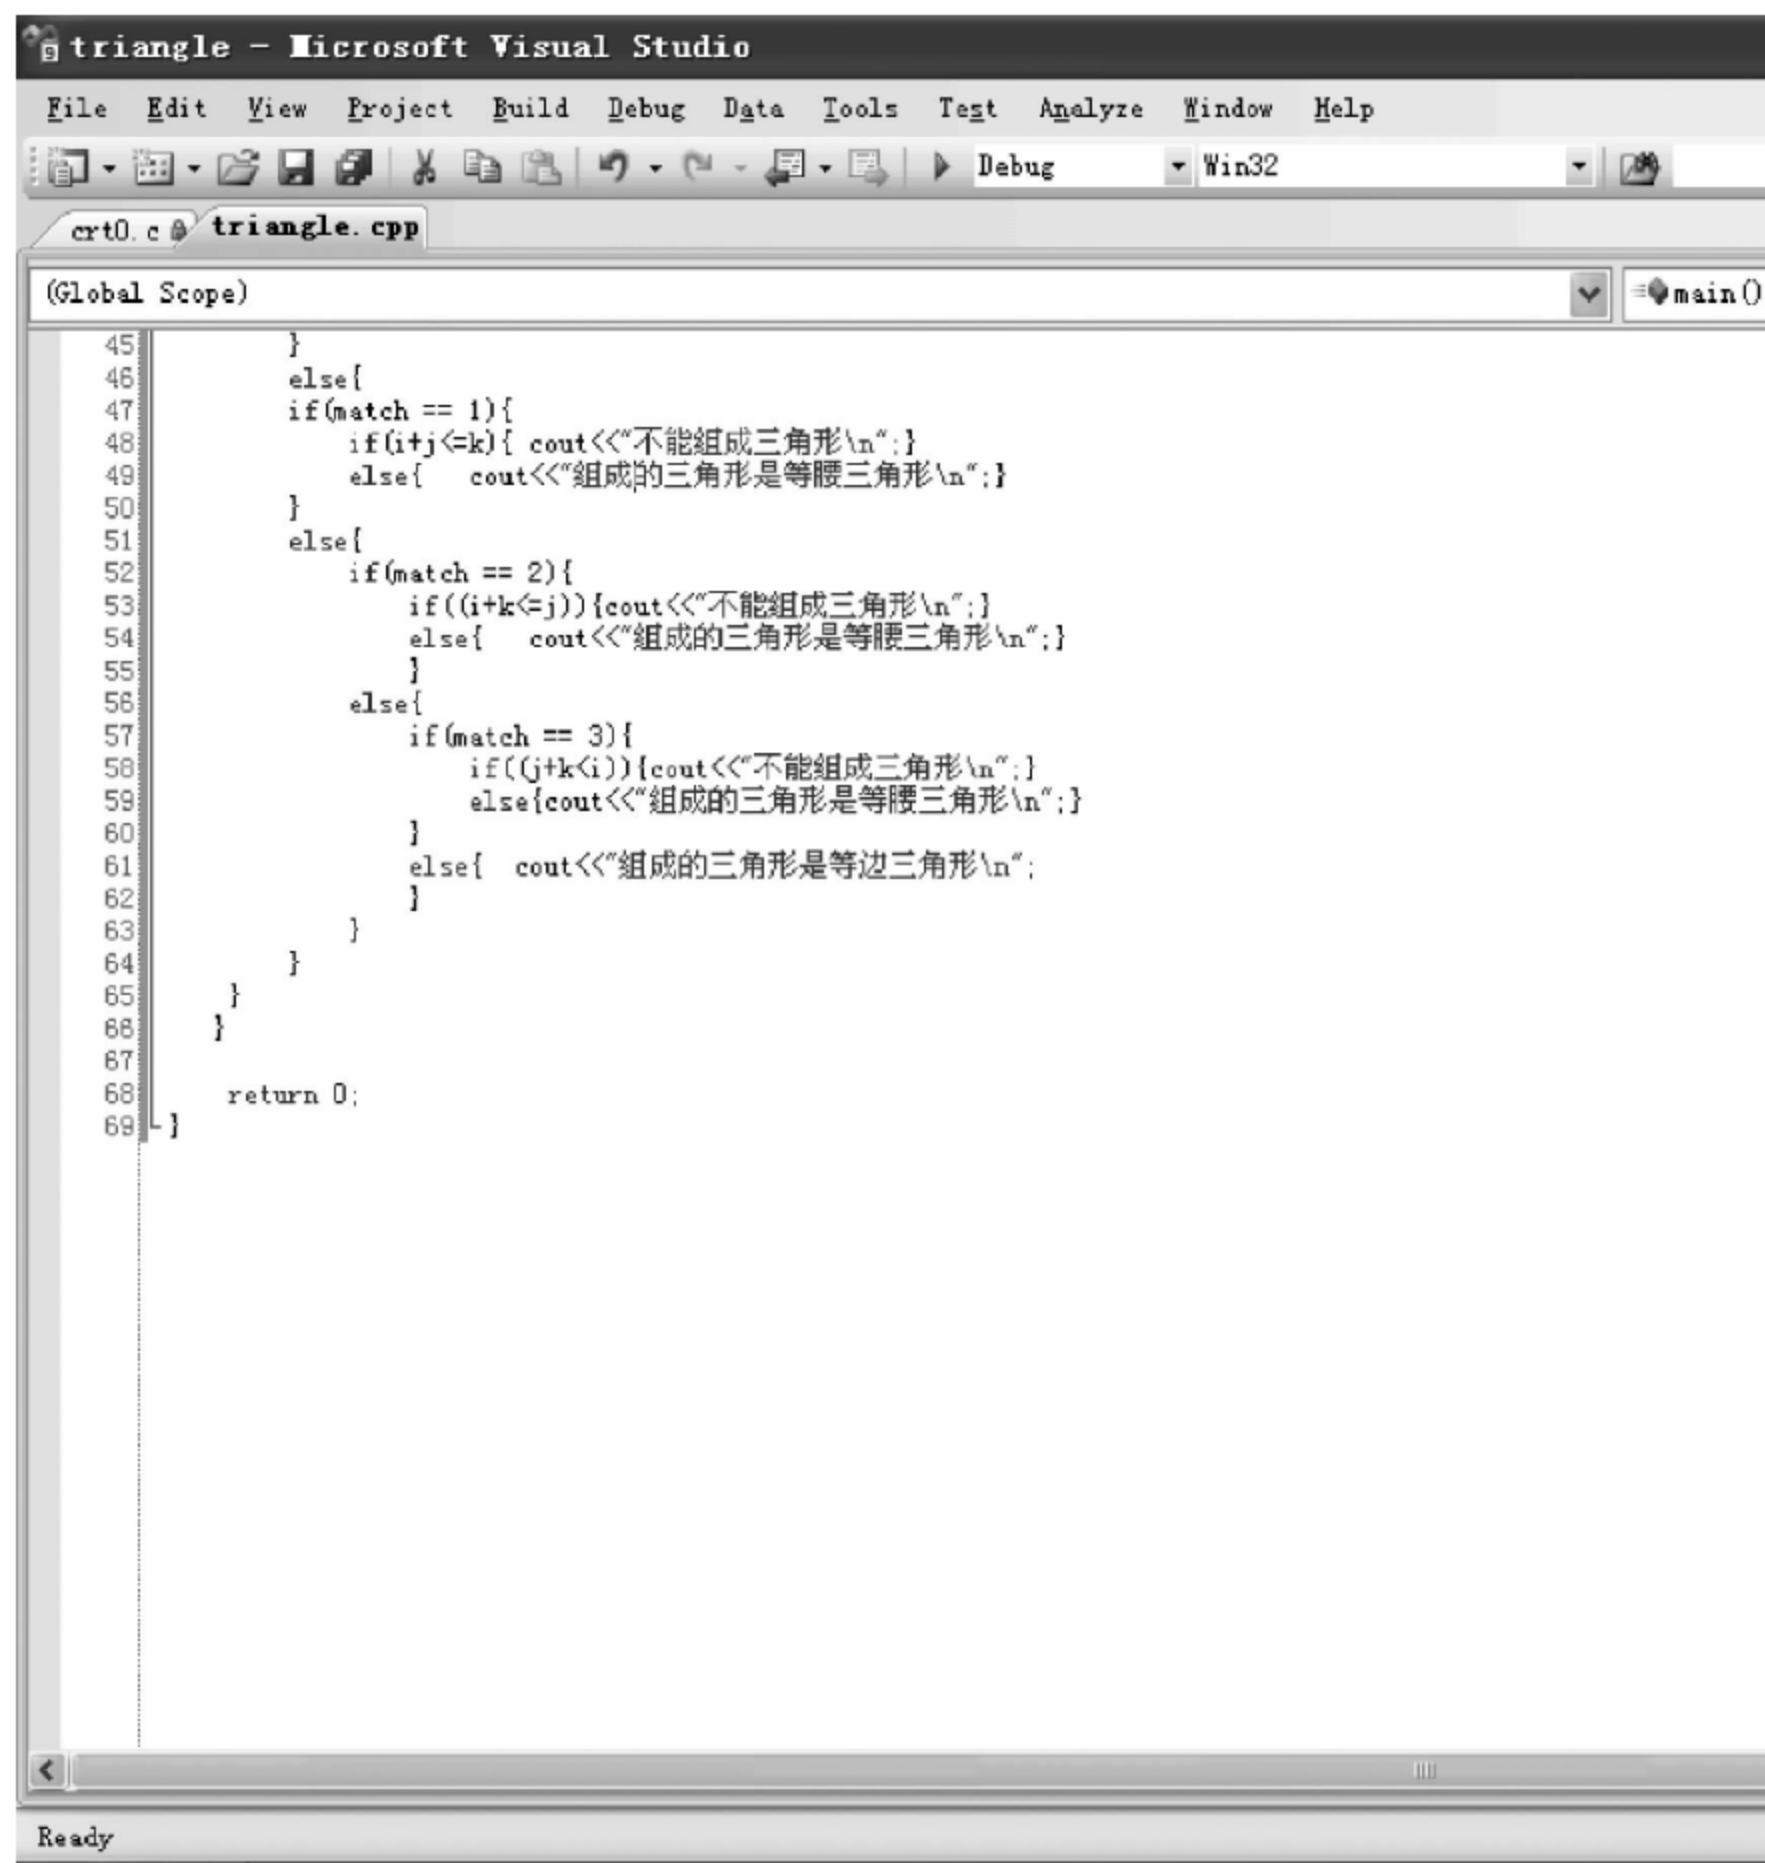 triangle - Microsoft Visual Studio
File Edit View Project Build Debug Data Tools Test Analyze Window Help
Debug Win32
crt0.c triangle.cpp
(Global Scope) main()
45 }
46 else{
47 if(match == 1){
48 if(i+j<=k){ cout<<"不能组成三角形\n";}
49 else{ cout<<"组成的三角形是等腰三角形\n";}
50 }
51 else{
52 if(match == 2){
53 if((i+k<=j)){cout<<"不能组成三角形\n";}
54 else{ cout<<"组成的三角形是等腰三角形\n";}
55 }
56 else{
57 if(match == 3){
58 if((j+k<i)){cout<<"不能组成三角形\n";}
59 else{cout<<"组成的三角形是等腰三角形\n";}
60 }
61 else{ cout<<"组成的三角形是等边三角形\n";
62 }
63 }
64 }
65 }
66 }
67
68 return 0;
69 }
Ready